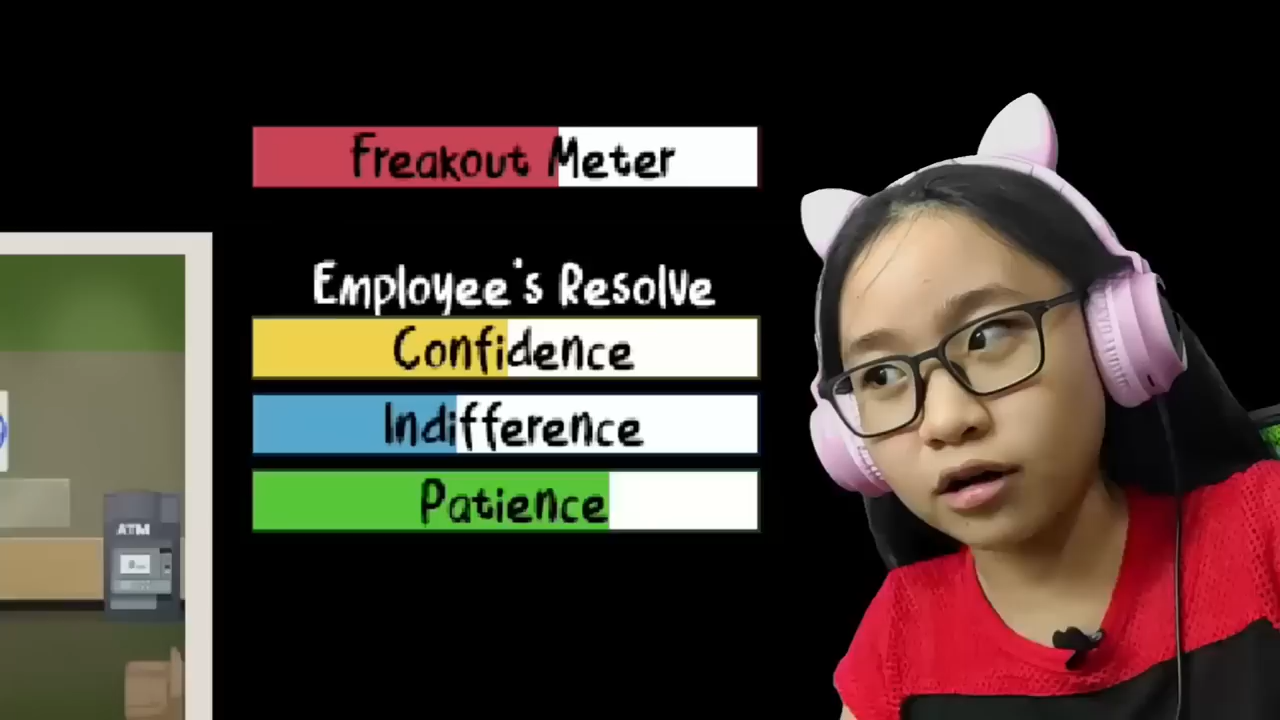 Freakout Meter
Employee's Resolve
Confidence
Indifference
Patience
ATM